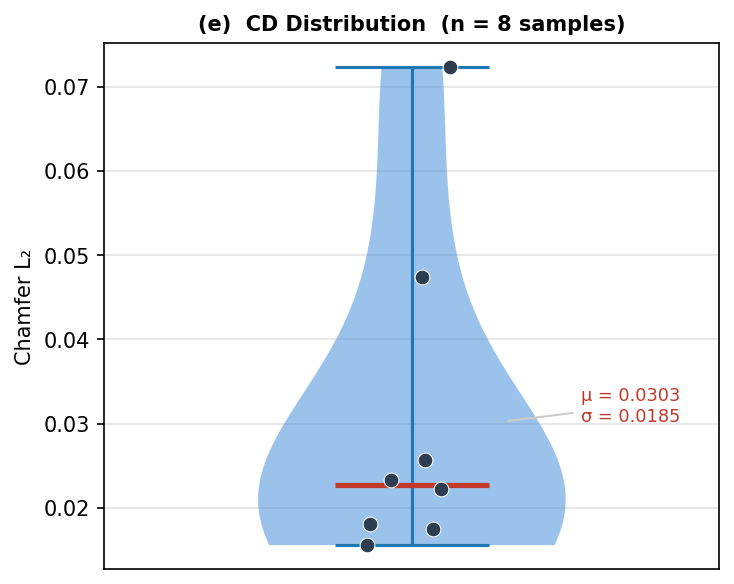 (e)  CD Distribution  (n = 8 samples)
0.07
0.06
0.05
0.04
0.03
0.02
Chamfer L₂
μ = 0.0303
σ = 0.0185